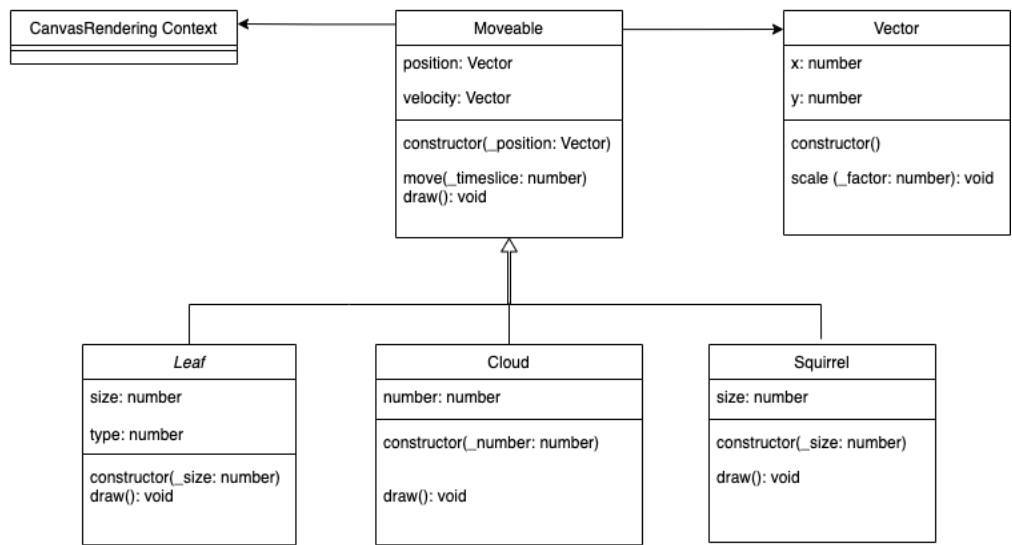 CanvasRendering Context
Moveable
position: Vector
velocity: Vector
constructor(_position: Vector)
move(_timeslice: number)
draw(): void
Vector
x: number
y: number
constructor()
scale (_factor: number): void
Leaf
size: number
type: number
constructor(_size: number)
draw(): void
Cloud
number: number
constructor(_number: number)
draw(): void
Squirrel
size: number
constructor(_size: number)
draw(): void